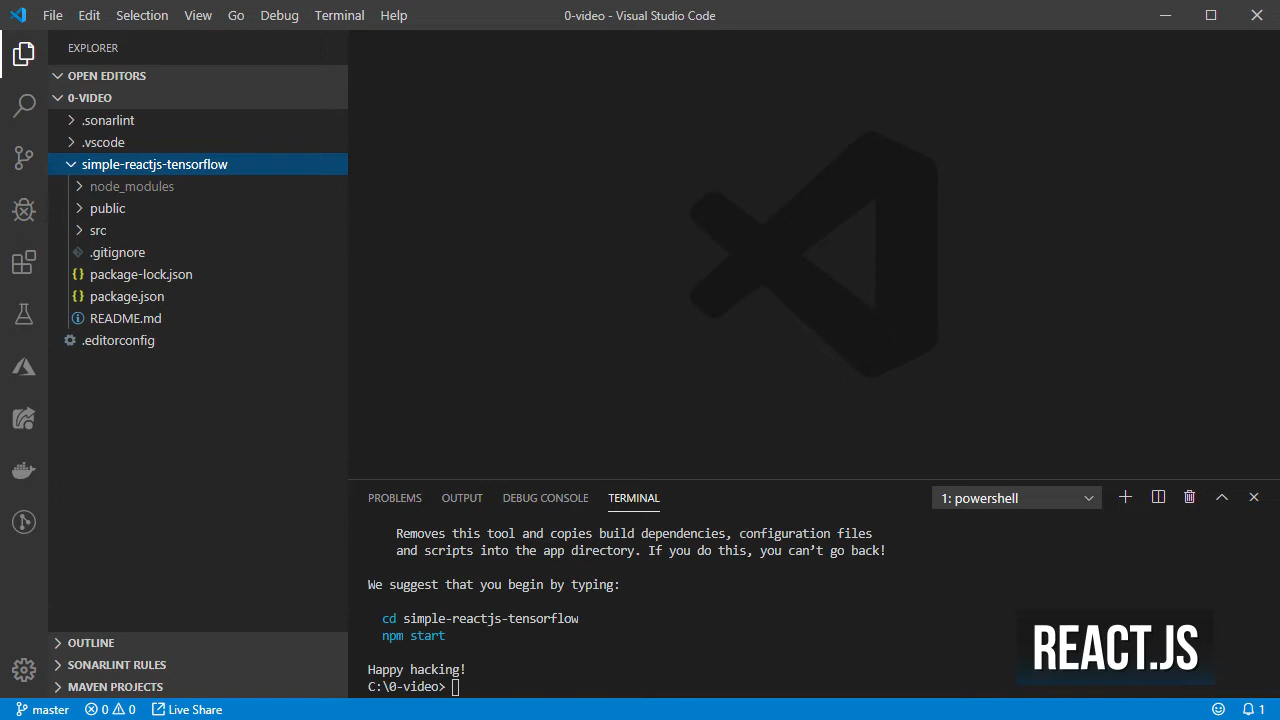 File Edit Selection View Go Debug Terminal Help
0-video - Visual Studio Code
EXPLORER
OPEN EDITORS
0-VIDEO
.sonarlint
.vscode
simple-reactjs-tensorflow
node_modules
public
src
.gitignore
package-lock.json
package.json
README.md
.editorconfig
OUTLINE
SONARLINT RULES
MAVEN PROJECTS
PROBLEMS OUTPUT DEBUG CONSOLE TERMINAL
1: powershell
Removes this tool and copies build dependencies, configuration files
and scripts into the app directory. If you do this, you can’t go back!
We suggest that you begin by typing:
cd simple-reactjs-tensorflow
npm start
Happy hacking!
C:\0-video>
REACT.JS
master 0 0 Live Share 1